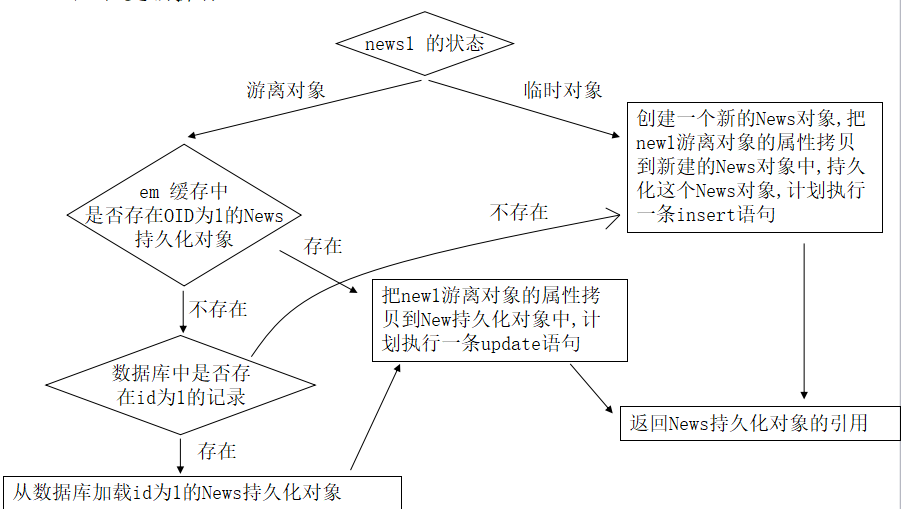 news1 的状态
游离对象
临时对象
创建一个新的News对象,把
new1游离对象的属性拷贝
到新建的News对象中,持久
化这个News对象,计划执行
一条insert语句
em 缓存中
是否存在OID为1的News
持久化对象
不存在
存在
把new1游离对象的属性拷
贝到New持久化对象中,计
划执行一条update语句
不存在
数据库中是否存
在id为1的记录
返回News持久化对象的引用
存在
从数据库加载id为1的News持久化对象